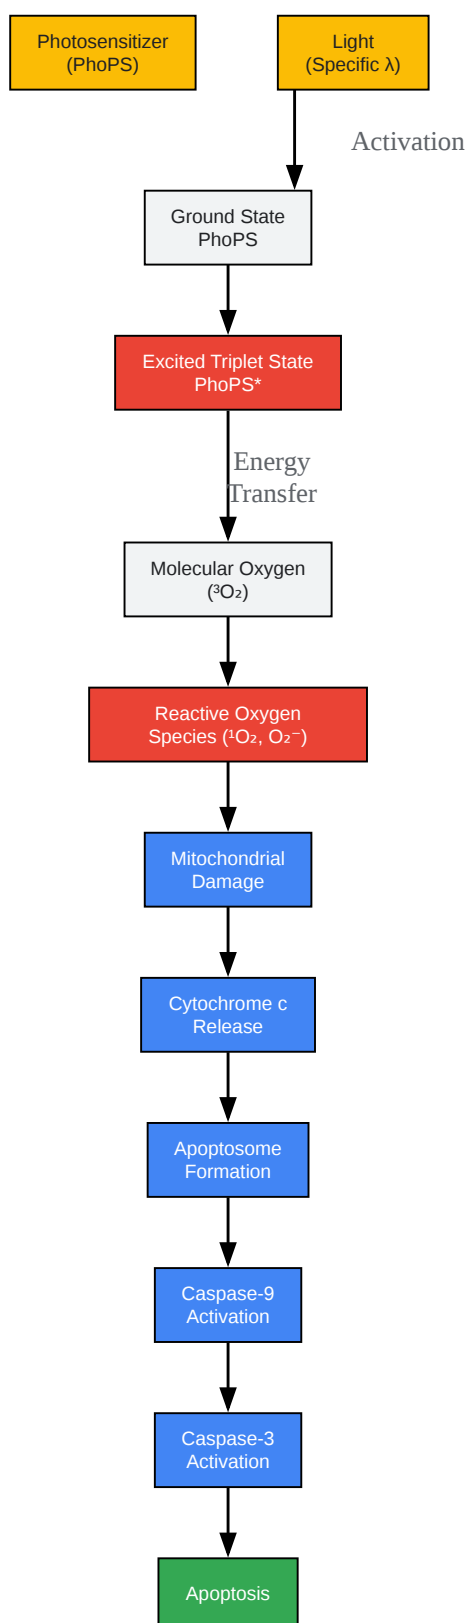 Photosensitizer
(PhoPS)
Light
(Specific λ)
Activation
Ground State
PhoPS
Excited Triplet State
PhoPS*
Energy
Transfer
Molecular Oxygen
(³O₂)
Reactive Oxygen
Species (¹O₂, O₂⁻)
Mitochondrial
Damage
Cytochrome c
Release
Apoptosome
Formation
Caspase-9
Activation
Caspase-3
Activation
Apoptosis